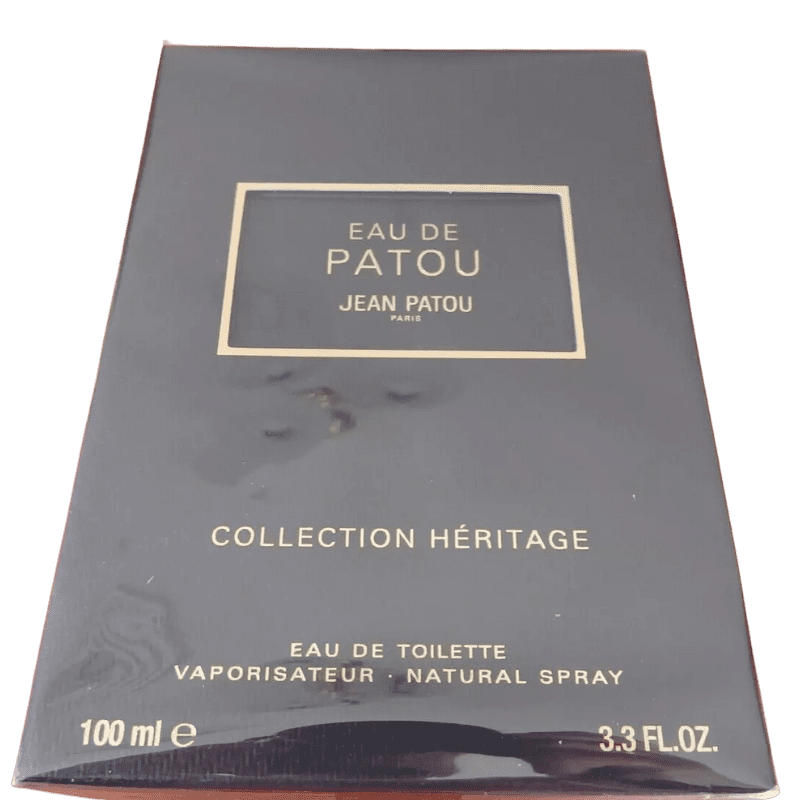 EAU DE
PATOU
JEAN PATOU
PARIS
COLLECTION HÉRITAGE
EAU DE TOILETTE
VAPORISATEUR · NATURAL SPRAY
100 ml ℮ 3.3 FL.OZ.